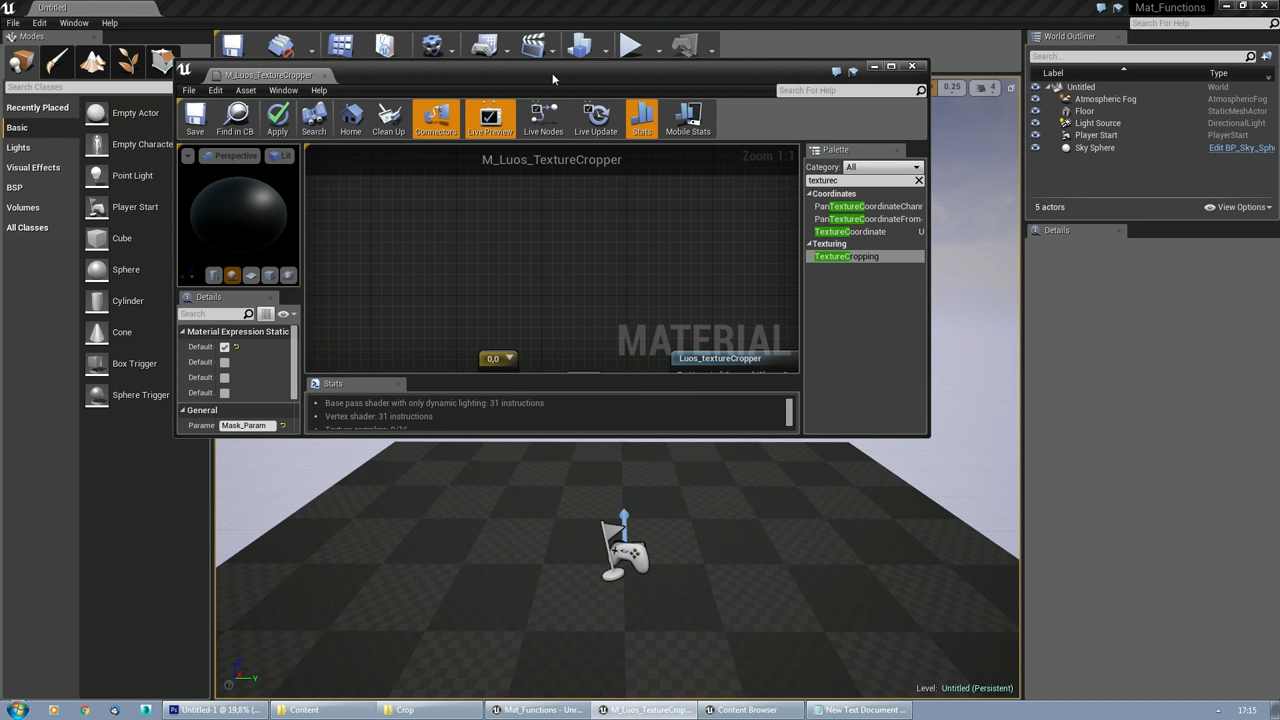 Untitled
Mat_Functions
File Edit Window Help
Search For Help
Modes
Search Classes
Recently Placed
Basic
Lights
Visual Effects
BSP
Volumes
All Classes
Empty Actor
Empty Characte
Point Light
Player Start
Cube
Sphere
Cylinder
Cone
Box Trigger
Sphere Trigger
M_Luos_TextureCropper
File Edit Asset Window Help
Search For Help
Save Find in CB Apply Search Home Clean Up Connectors Live Preview Live Nodes Live Update Stats Mobile Stats
Perspective Lit
M_Luos_TextureCropper
Zoom 1:1
MATERIAL
0,0
Luos_textureCropper
Details
Search
Material Expression Static
Default
Default
Default
Default
General
Parame Mask_Param
Stats
Base pass shader with only dynamic lighting: 31 instructions
Vertex shader: 31 instructions
Palette
Category: All
texturec
Coordinates
PanTextureCoordinateChanr
PanTextureCoordinateFrom-
TextureCoordinate U
Texturing
TextureCropping
0.25 4
World Outliner
Search...
Label Type
Untitled World
Atmospheric Fog AtmosphericFog
Floor StaticMeshActor
Light Source DirectionalLight
Player Start PlayerStart
Sky Sphere Edit BP_Sky_Sph
5 actors
View Options
Details
Level: Untitled (Persistent)
Untitled-1 @ 19,8% (...
Content
Crop
Mat_Functions - Unr...
M_Luos_TextureCrop...
Content Browser
New Text Document ...
17:15